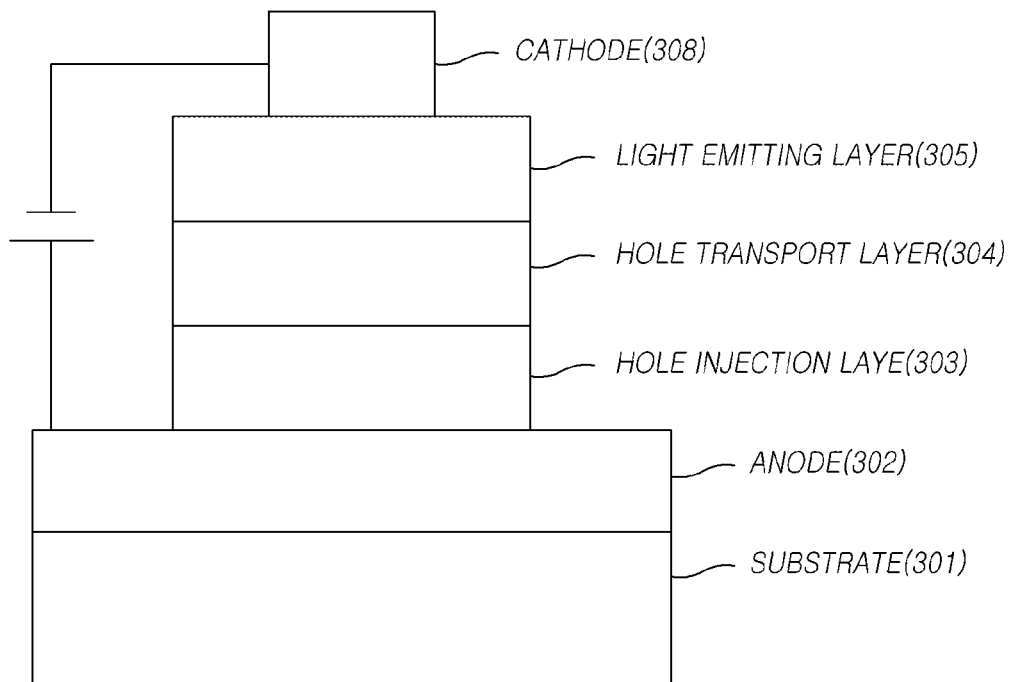 CATHODE(308)
LIGHT EMITTING LAYER(305)
HOLE TRANSPORT LAYER(304)
HOLE INJECTION LAYE(303)
ANODE(302)
SUBSTRATE(301)